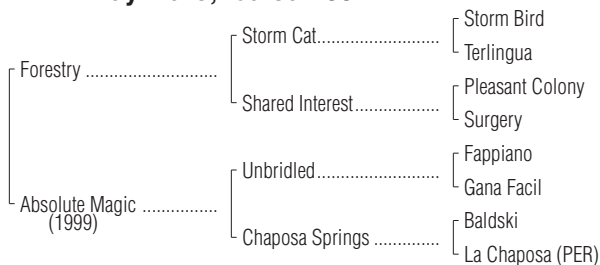 Storm Bird
Storm Cat
Terlingua
Forestry
Pleasant Colony
Shared Interest
Surgery
Fappiano
Unbridled
Gana Facil
Absolute Magic
(1999)
Baldski
Chaposa Springs
La Chaposa (PER)